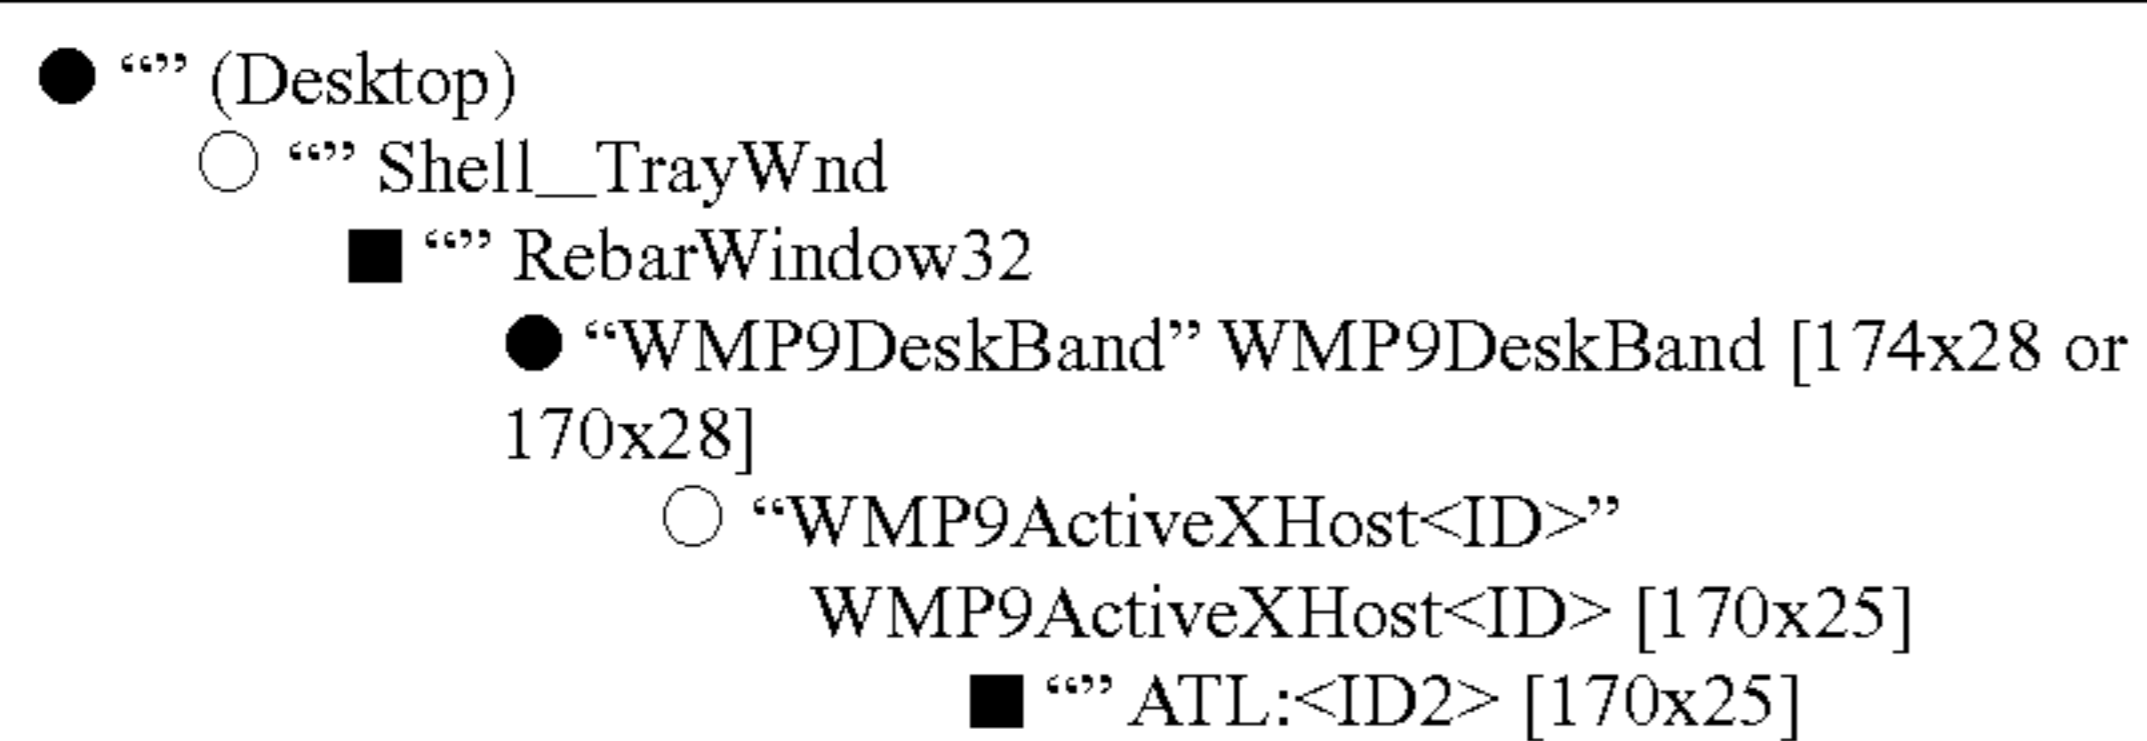 ● “” (Desktop)
○ “” Shell_TrayWnd
■ “” RebarWindow32
● “WMP9DeskBand” WMP9DeskBand [174x28 or
170x28]
○ “WMP9ActiveXHost<ID>”
WMP9ActiveXHost<ID> [170x25]
■ “” ATL:<ID2> [170x25]